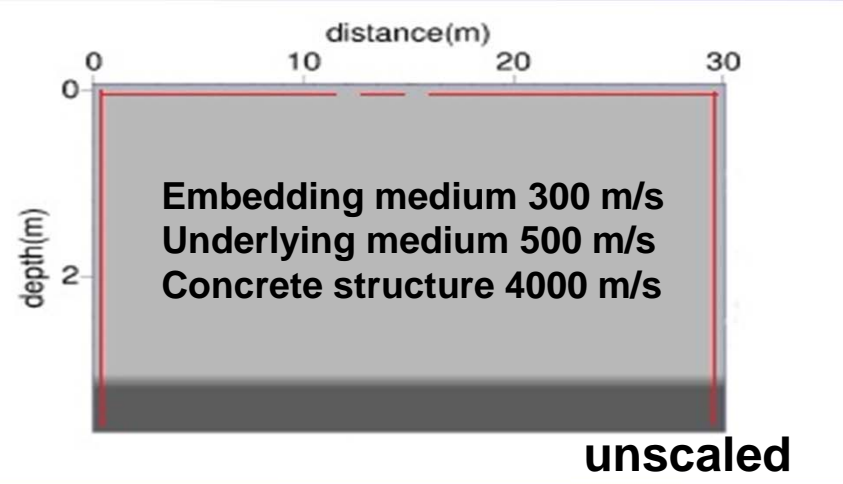 distance(m)
0 10 20 30
0
Embedding medium 300 m/s
Underlying medium 500 m/s
Concrete structure 4000 m/s
depth(m)
2
unscaled